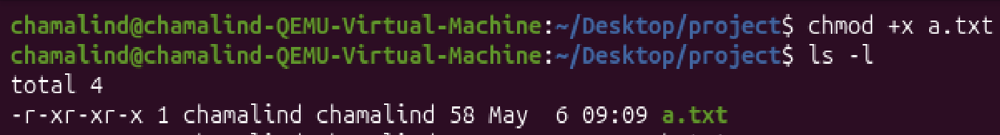 chamalind@chamalind-QEMU-Virtual-Machine:~/Desktop/project$ chmod +x a.txt
chamalind@chamalind-QEMU-Virtual-Machine:~/Desktop/project$ ls -l
total 4
-r-xr-xr-x 1 chamalind chamalind 58 May  6 09:09 a.txt